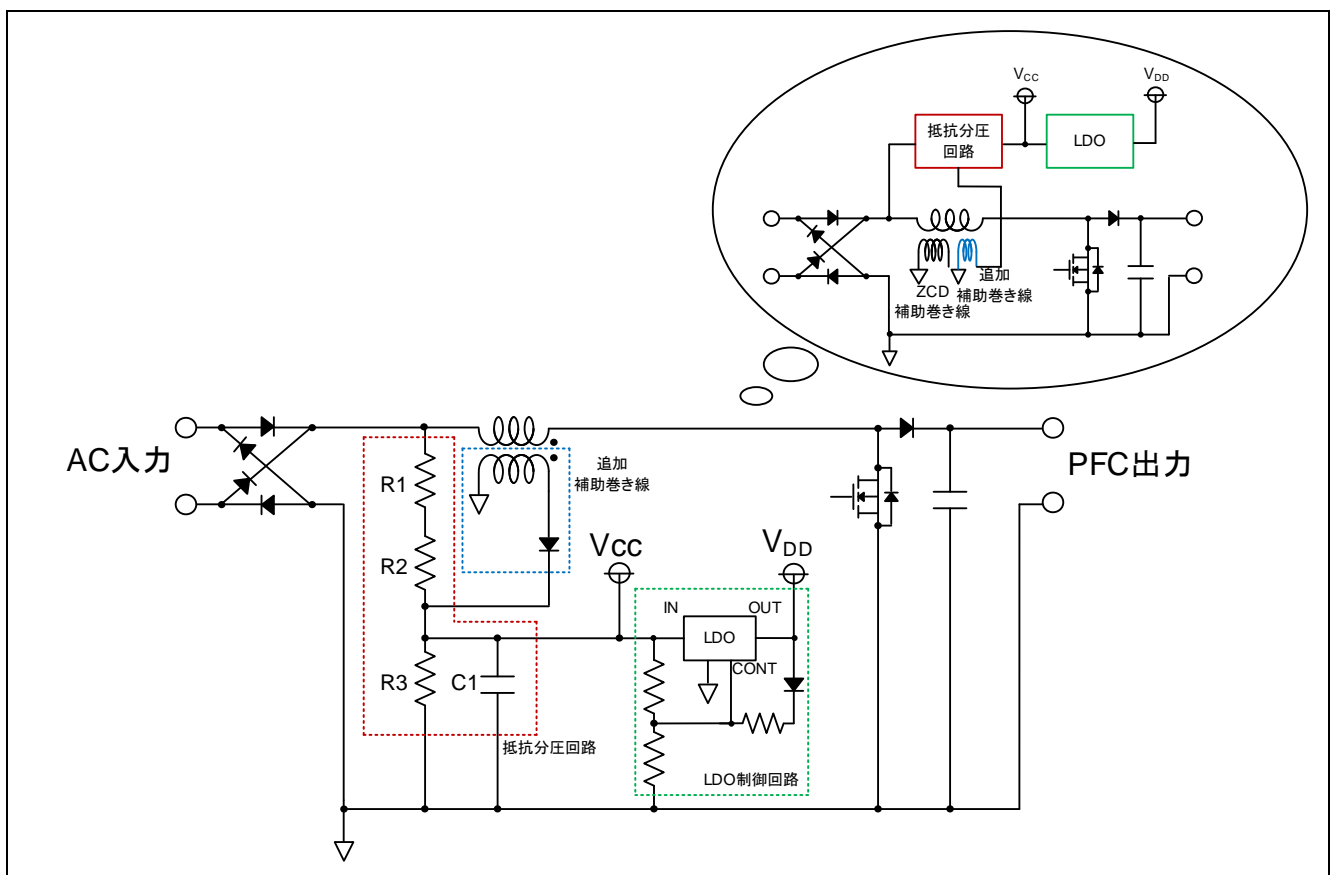 VCC
VDD
抵抗分圧
回路
LDO
ZCD
補助巻き線
追加
補助巻き線
AC入力
R1
R2
R3
C1
追加
補助巻き線
抵抗分圧回路
VCC
VDD
IN
OUT
LDO
CONT
LDO制御回路
PFC出力